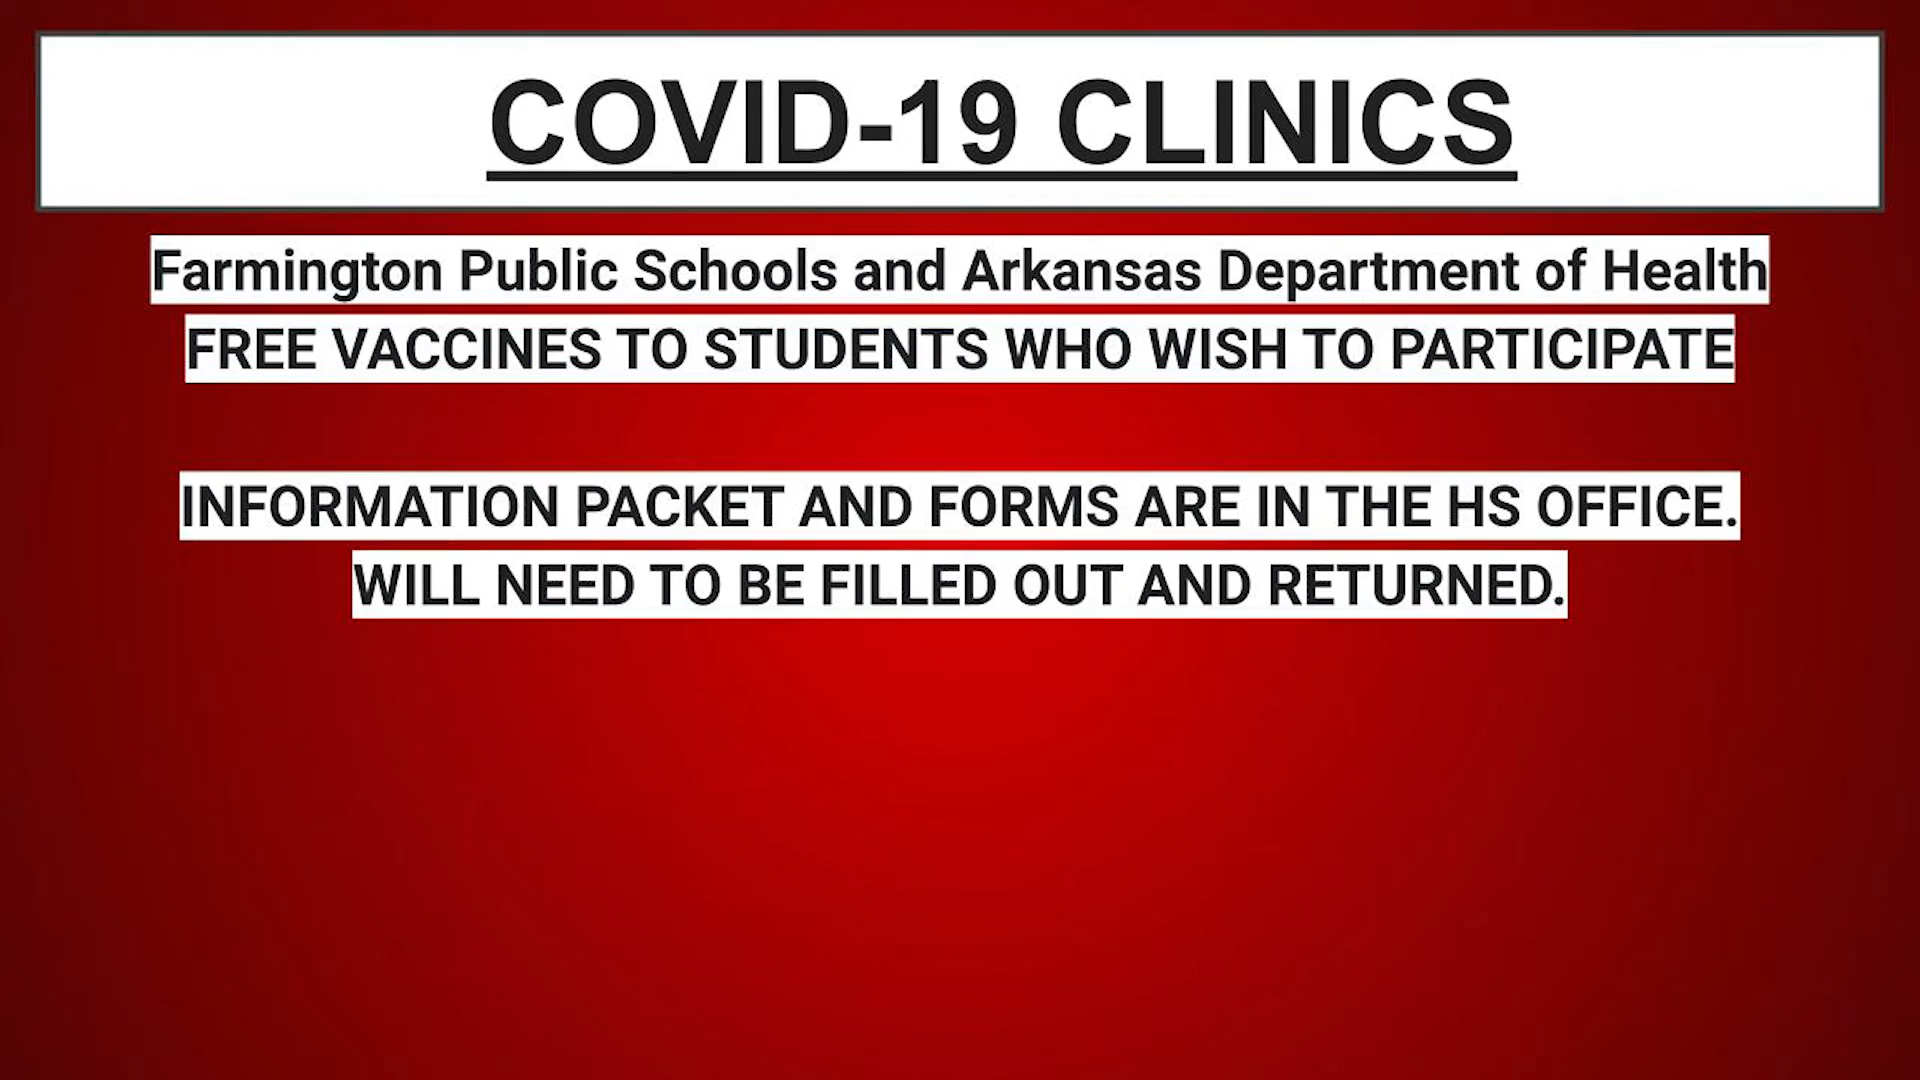 COVID-19 CLINICS
Farmington Public Schools and Arkansas Department of Health
FREE VACCINES TO STUDENTS WHO WISH TO PARTICIPATE
INFORMATION PACKET AND FORMS ARE IN THE HS OFFICE.
WILL NEED TO BE FILLED OUT AND RETURNED.